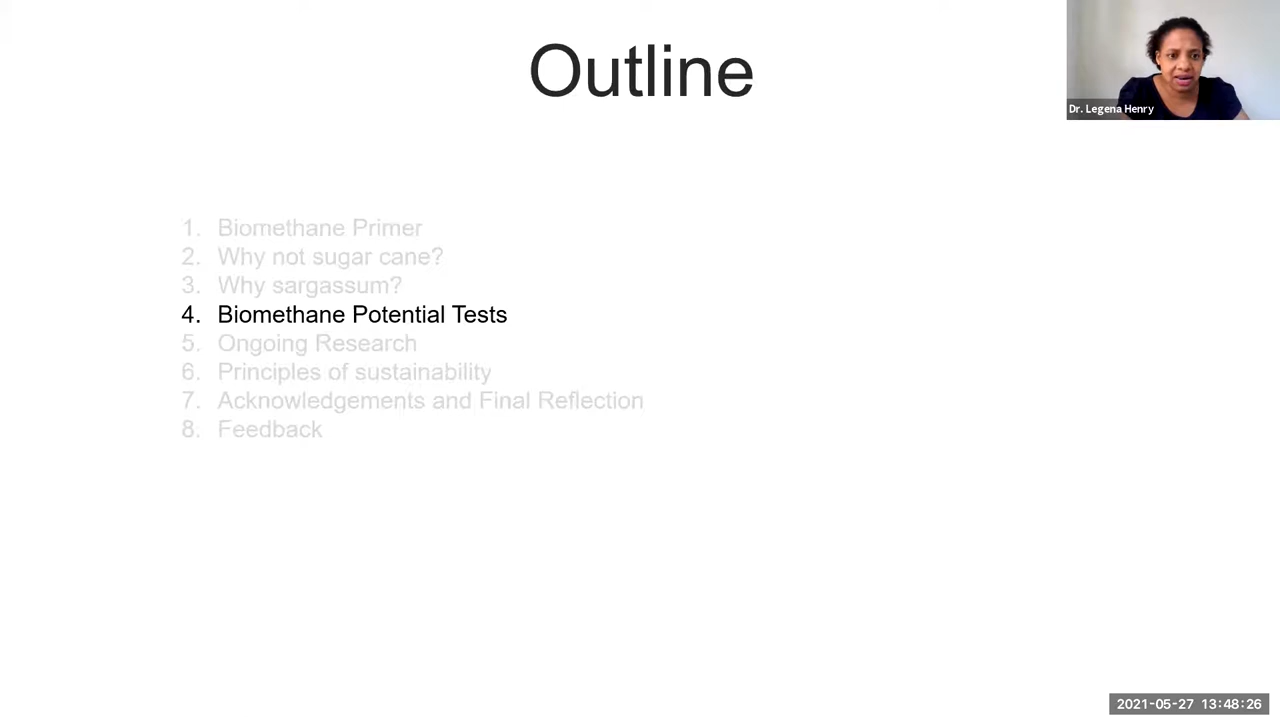 Outline
Dr. Legena Henry
1. Biomethane Primer
2. Why not sugar cane?
3. Why sargassum?
4. Biomethane Potential Tests
5. Ongoing Research
6. Principles of sustainability
7. Acknowledgements and Final Reflection
8. Feedback
2021-05-27 13:48:26